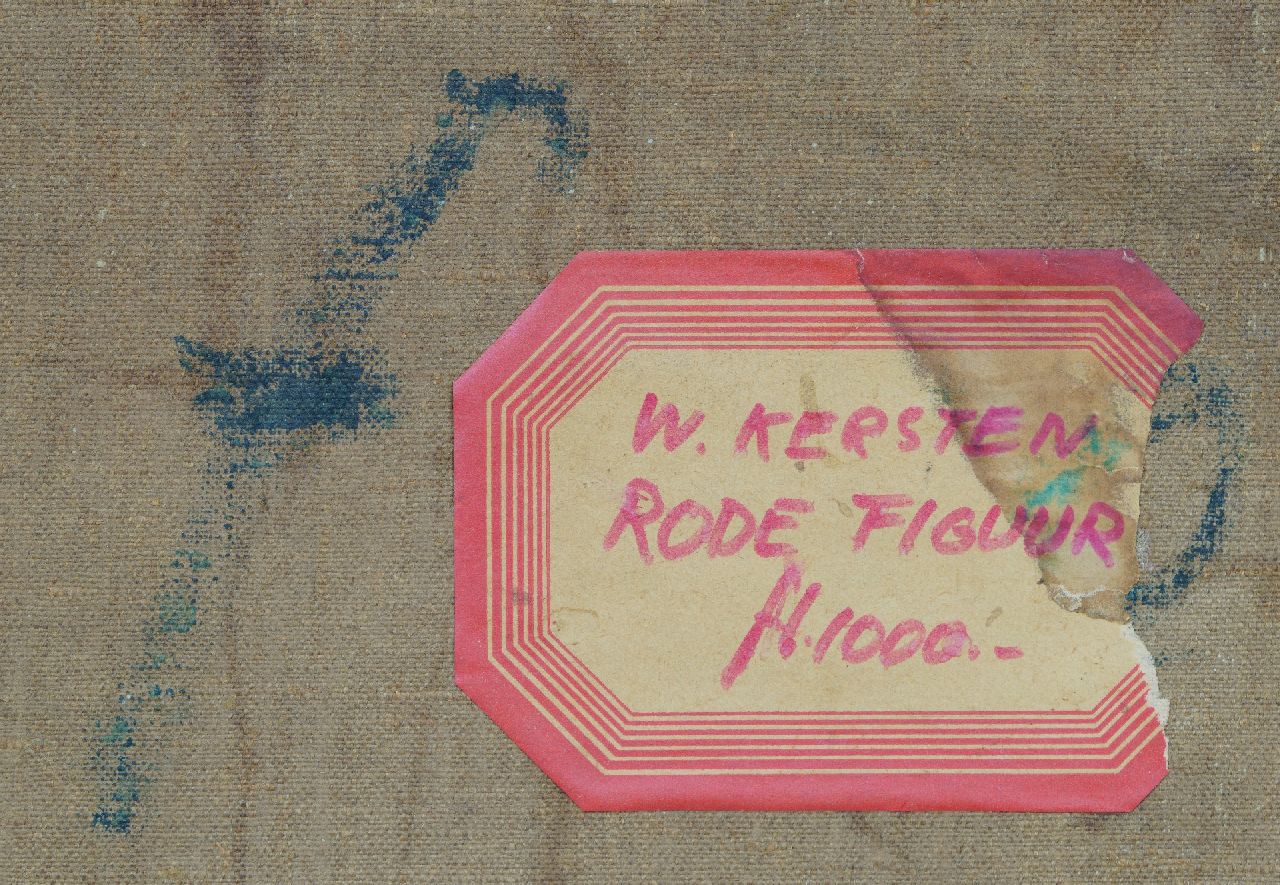 W. KERSTEN
RODE FIGUUR
fl. 1000.-